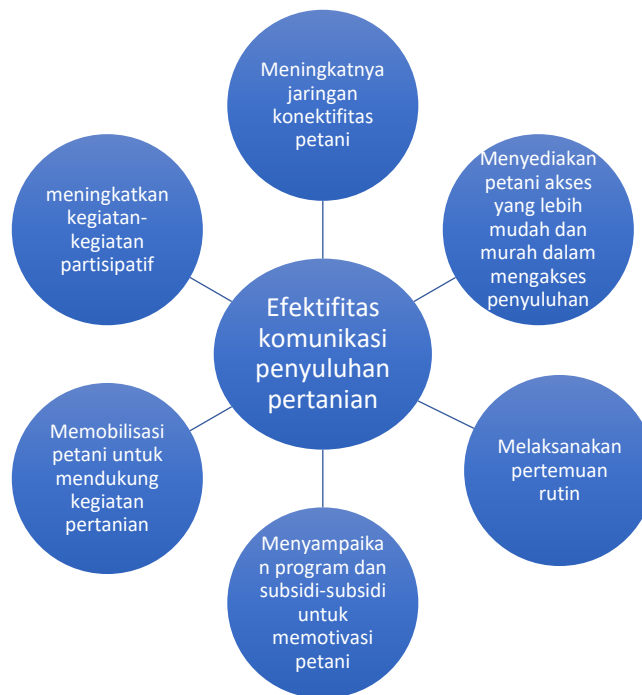 Meningkatnya
jaringan
konektifitas
petani
Menyediakan
petani akses
yang lebih
mudah dan
murah dalam
mengakses
penyuluhan
Melaksanakan
pertemuan
rutin
Menyampaika
n program dan
subsidi-subsidi
untuk
memotivasi
petani
Memobilisasi
petani untuk
mendukung
kegiatan
pertanian
meningkatkan
kegiatan-
kegiatan
partisipatif
Efektifitas
komunikasi
penyuluhan
pertanian